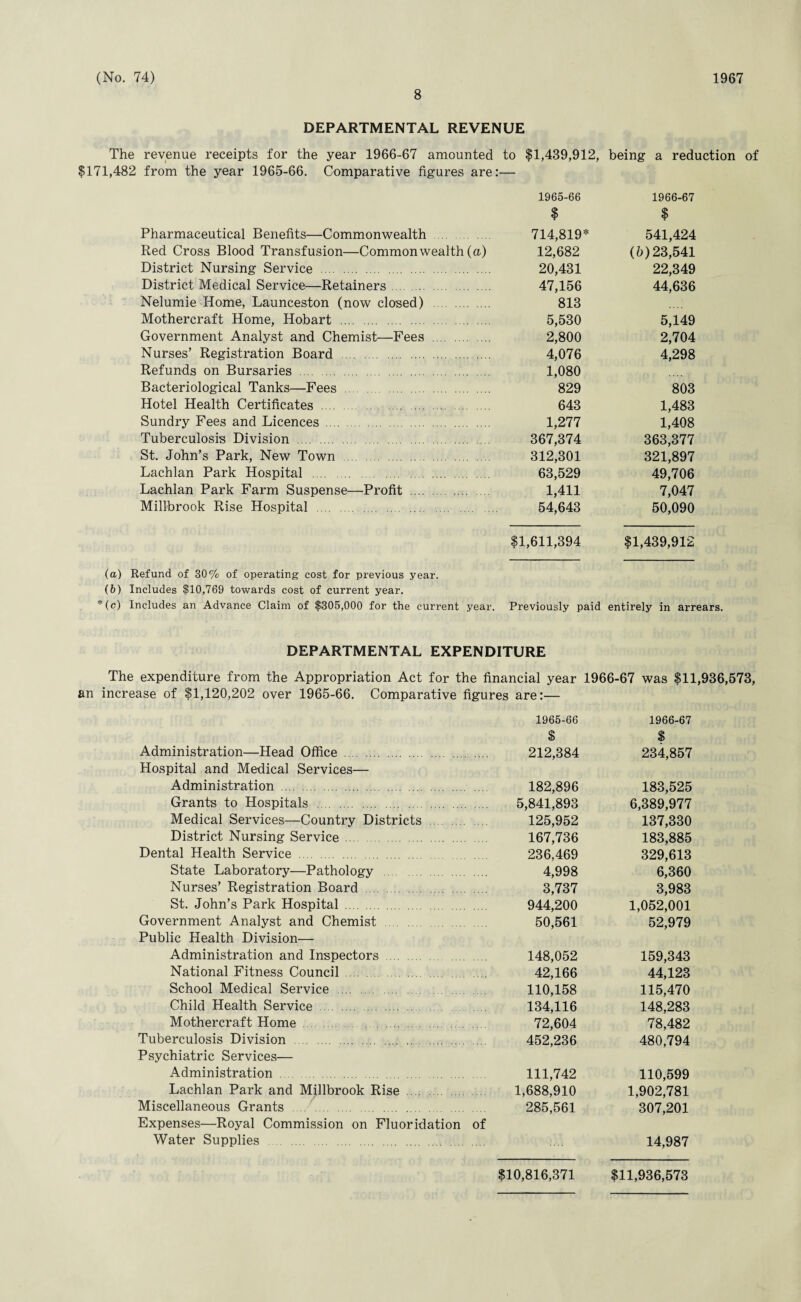 (No. 74) 1967
8
DEPARTMENTAL REVENUE
The revenue receipts for the year 1966-67 amounted to $1,439,912, being a reduction of
$171,482 from the year 1965-66. Comparative figures are:—
1965-66 1966-67
$ $
Pharmaceutical Benefits—Commonwealth .... .... .... 714,819* 541,424
Red Cross Blood Transfusion—Commonwealth (a) 12,682 (b) 23,541
District Nursing Service .... .... .... .... .... .... .... .... 20,431 22,349
District Medical Service—Retainers .... .... .... .... .... 47,156 44,636
Nelumie Home, Launceston (now closed) .... .... .... 813 ....
Mothercraft Home, Hobart .... .... .... .... .... .... .... 5,530 5,149
Government Analyst and Chemist—Fees .... .... .... 2,800 2,704
Nurses' Registration Board .... .... .... .... .... .... .... 4,076 4,298
Refunds on Bursaries .... .... .... .... .... .... .... .... 1,080 ....
Bacteriological Tanks—Fees .... .... .... .... .... .... .... 829 803
Hotel Health Certificates .... .... .... .... .... .... .... .... 643 1,483
Sundry Fees and Licences .... .... .... .... .... .... .... .... 1,277 1,408
Tuberculosis Division .... .... .... .... .... .... .... .... .... 367,374 363,377
St. John's Park, New Town .... .... .... .... .... .... .... 312,301 321,897
Lachlan Park Hospital .... .... .... .... .... .... .... .... 63,529 49,706
Lachlan Park Farm Suspense—Profit .... .... .... .... 1,411 7,047
Millbrook Rise Hospital .... .... .... .... .... .... .... .... 54,643 50,090
$1,611,394 $1,439,912
(a) Refund of 30% of operating cost for previous year.
(b) Includes $10,769 towards cost of current year.
*(c) Includes an Advance Claim of $305,000 for the current year. Previously paid entirely in arrears.
DEPARTMENTAL EXPENDITURE
The expenditure from the Appropriation Act for the financial year 1966-67 was $11,936,573,
an increase of $1,120,202 over 1965-66. Comparative figures are:—
1965-66 1966-67
$ $
Administration—Head Office .... .... .... .... .... .... .... 212,384 234,857
Hospital and Medical Services—
Administration .... .... .... .... .... .... .... .... .... 182,896 183,525
Grants to Hospitals .... .... .... .... .... .... .... .... 5,841,893 6,389,977
Medical Services—Country Districts .... .... .... 125,952 137,330
District Nursing Service .... .... .... .... .... .... .... 167,736 183,885
Dental Health Service .... .... .... .... .... .... .... .... 236,469 329,613
State Laboratory—Pathology .... .... .... .... .... 4,998 6,360
Nurses' Registration Board .... .... .... .... .... .... 3,737 3,983
St. John's Park Hospital .... .... .... .... .... .... .... 944,200 1,052,001
Government Analyst and Chemist .... .... .... .... .... 50,561 52,979
Public Health Division—
Administration and Inspectors .... .... .... .... .... 148,052 159,343
National Fitness Council .... .... .... .... .... .... .... 42,166 44,123
School Medical Service .... .... .... .... .... .... .... 110,158 115,470
Child Health Service .... .... .... .... .... .... .... .... 134,116 148,283
Mothercraft Home .... .... .... .... .... .... .... .... 72,604 78,482
Tuberculosis Division .... .... .... .... .... .... .... .... .... 452,236 480,794
Psychiatric Services—
Administration .... .... .... .... .... .... .... .... .... 111,742 110,599
Lachlan Park and Millbrook Rise .... .... .... .... 1,688,910 1,902,781
Miscellaneous Grants .... .... .... .... .... .... .... .... 285,561 307,201
Expenses—Royal Commission on Fluoridation of
Water Supplies .... .... .... .... .... .... .... .... .... .... 14,987
$10,816,371 $11,936,573